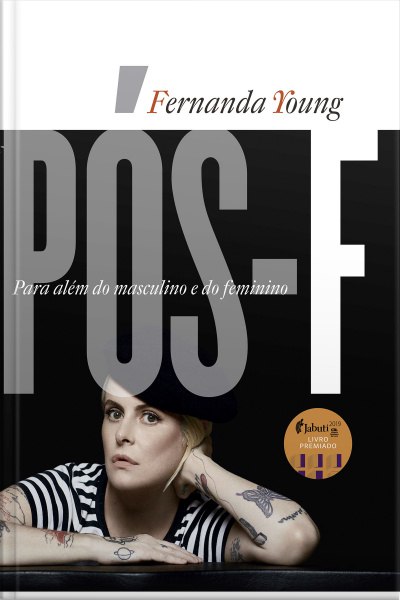 Fernanda Young
PÓS-F
Para além do masculino e do feminino
Jabuti 2019
LIVRO
PREMIADO